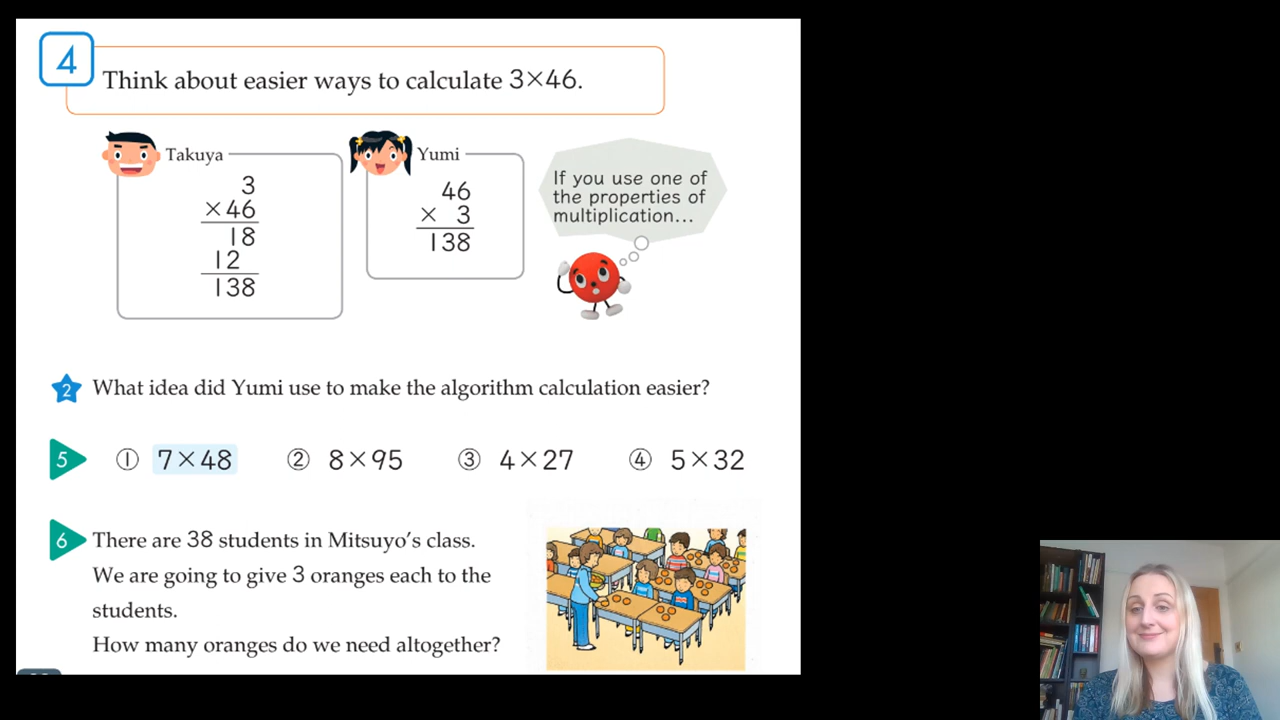 4
Think about easier ways to calculate 3×46.
Takuya
3
×46
18
12
138
Yumi
46
× 3
138
If you use one of
the properties of
multiplication...
2 What idea did Yumi use to make the algorithm calculation easier?
5 ① 7×48 ② 8×95 ③ 4×27 ④ 5×32
6 There are 38 students in Mitsuyo's class.
We are going to give 3 oranges each to the
students.
How many oranges do we need altogether?